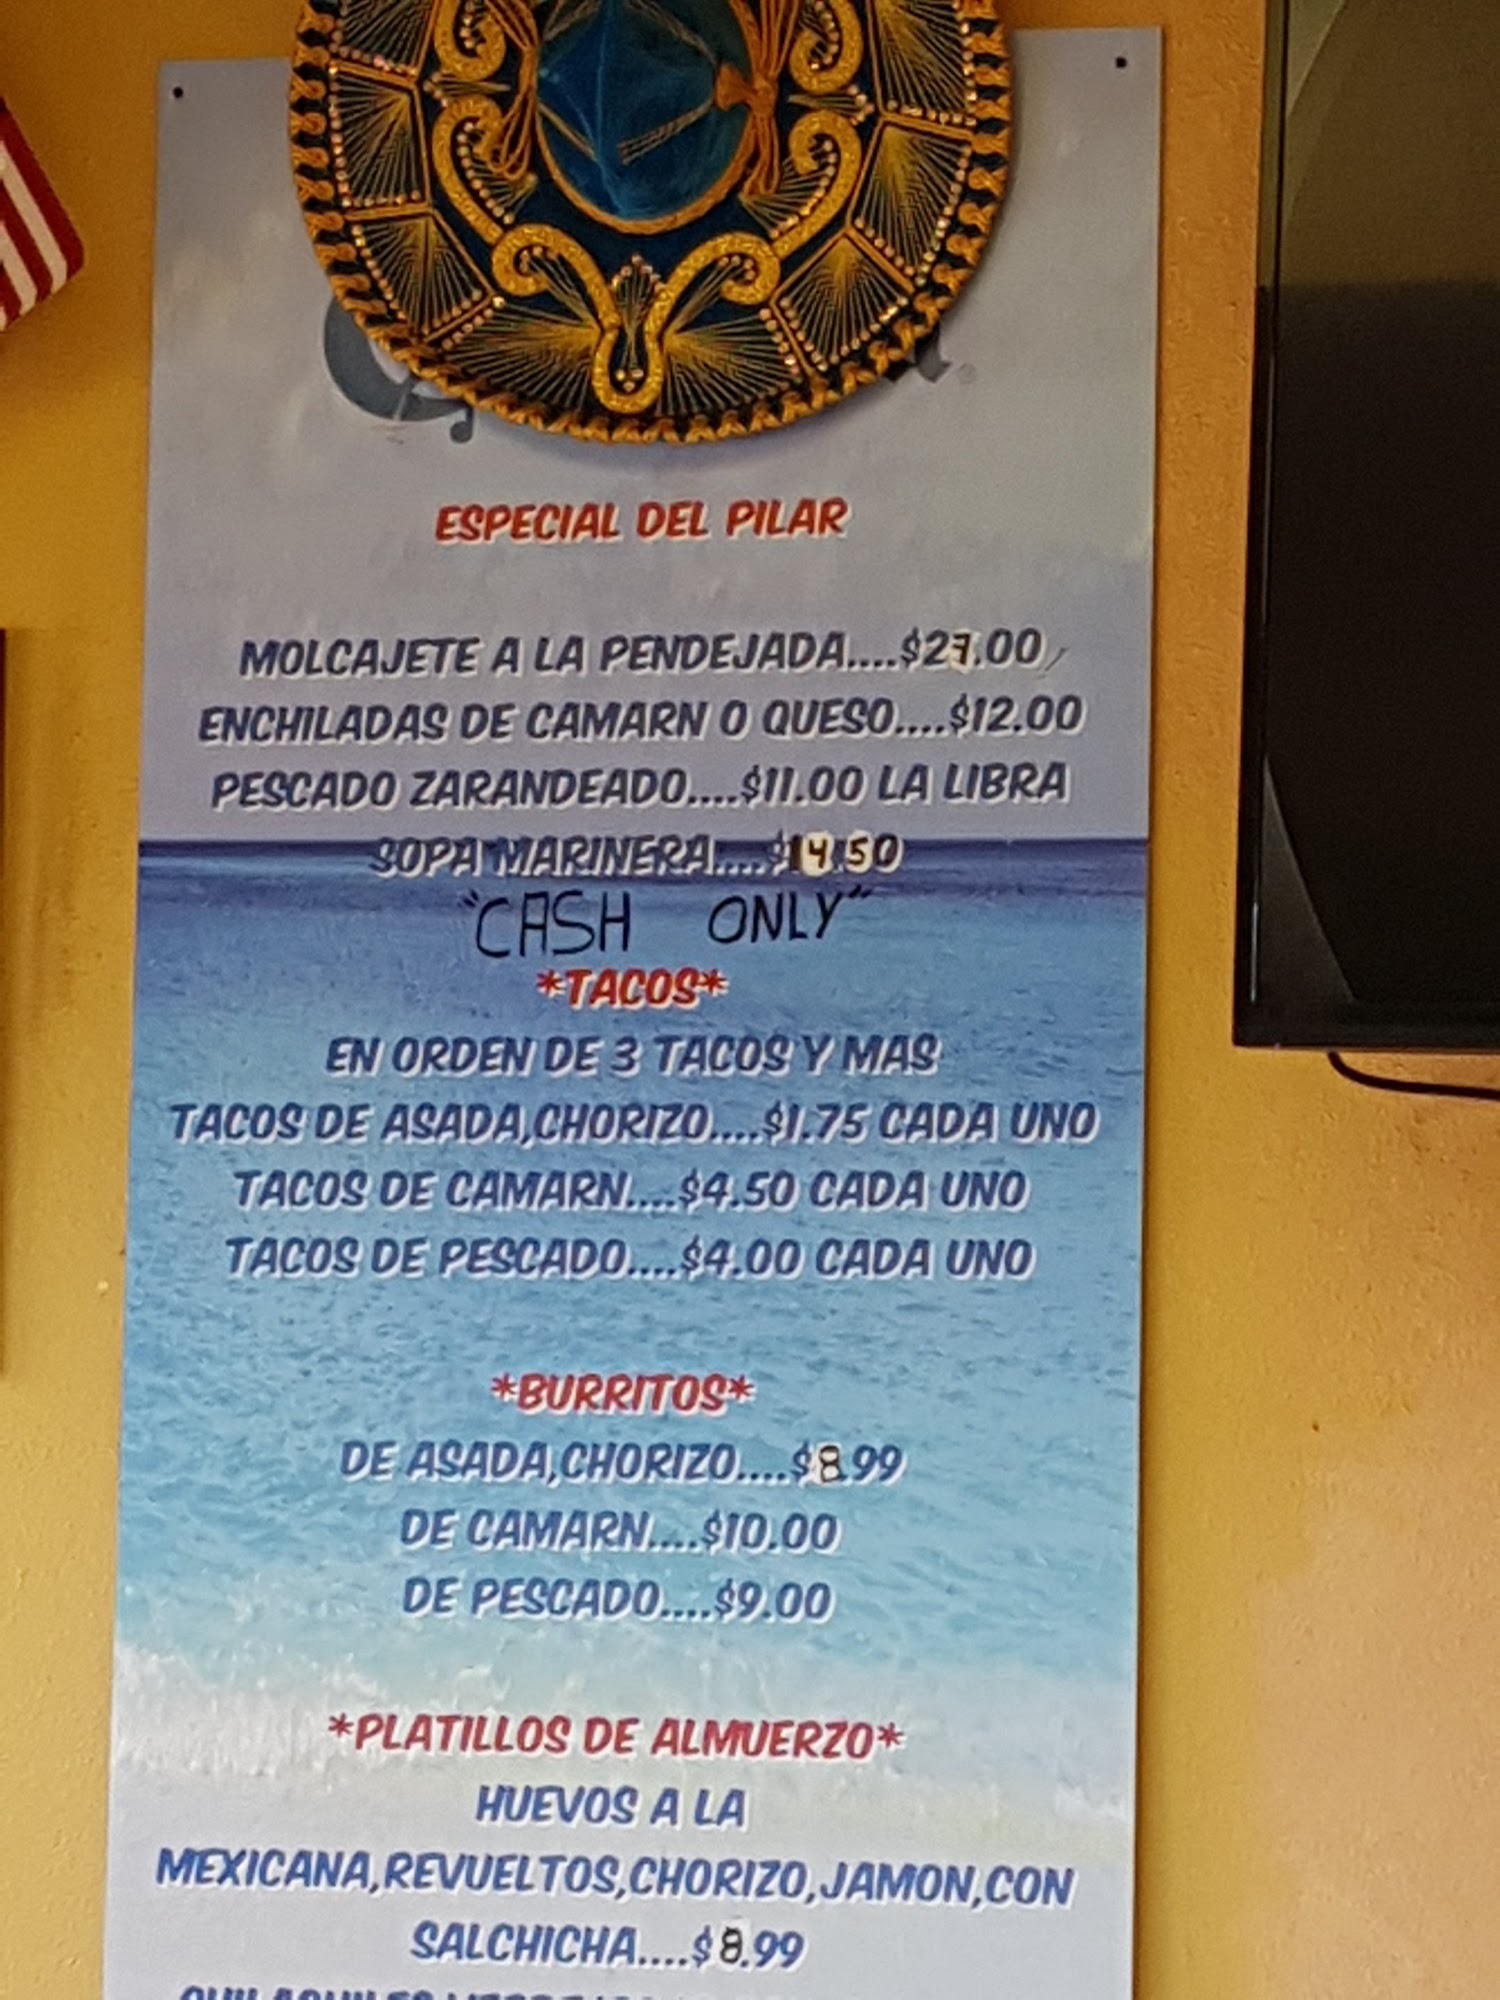 ESPECIAL DEL PILAR
MOLCAJETE A LA PENDEJADA....$27.00
ENCHILADAS DE CAMARN O QUESO....$12.00
PESCADO ZARANDEADO....$11.00 LA LIBRA
SOPA MARINERA....$14.50
"CASH ONLY"
*TACOS*
EN ORDEN DE 3 TACOS Y MAS
TACOS DE ASADA,CHORIZO....$1.75 CADA UNO
TACOS DE CAMARN....$4.50 CADA UNO
TACOS DE PESCADO....$4.00 CADA UNO
*BURRITOS*
DE ASADA,CHORIZO....$8.99
DE CAMARN....$10.00
DE PESCADO....$9.00
*PLATILLOS DE ALMUERZO*
HUEVOS A LA
MEXICANA,REVUELTOS,CHORIZO,JAMON,CON
SALCHICHA....$8.99